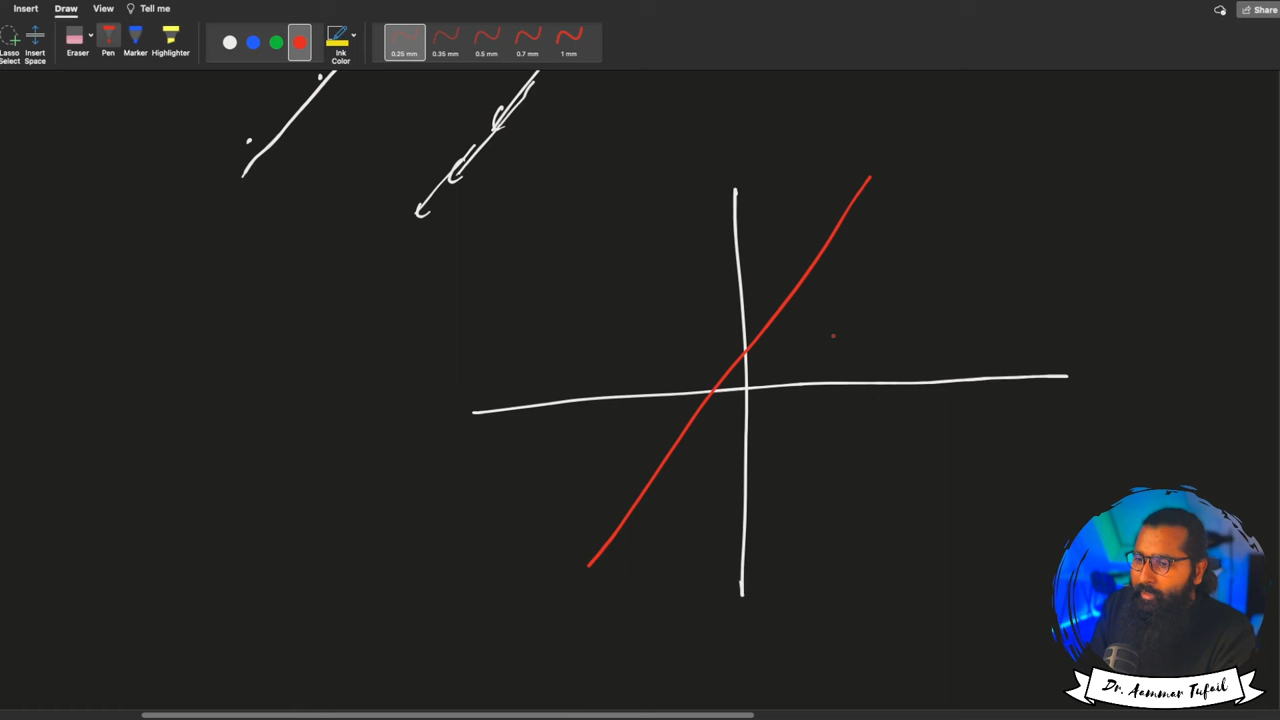 Insert Draw View Tell me
Share
Lasso Select
Insert Space
Eraser
Pen
Marker
Highlighter
Ink Color
0.25 mm
0.35 mm
0.5 mm
0.7 mm
1 mm
Dr. Aammar Tufail